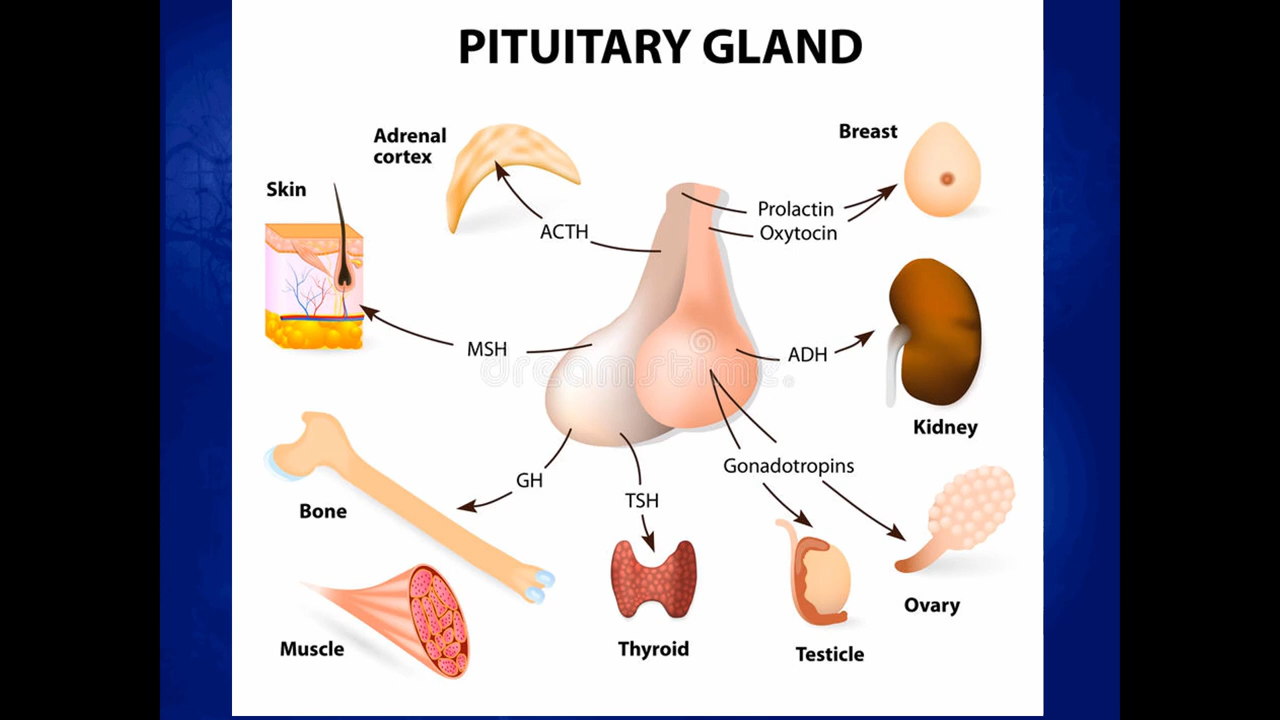 PITUITARY GLAND
Adrenal
cortex
Breast
Skin
Prolactin
Oxytocin
ACTH
MSH
ADH
dreamstime.
Kidney
Gonadotropins
GH
TSH
Bone
Ovary
Muscle
Thyroid
Testicle